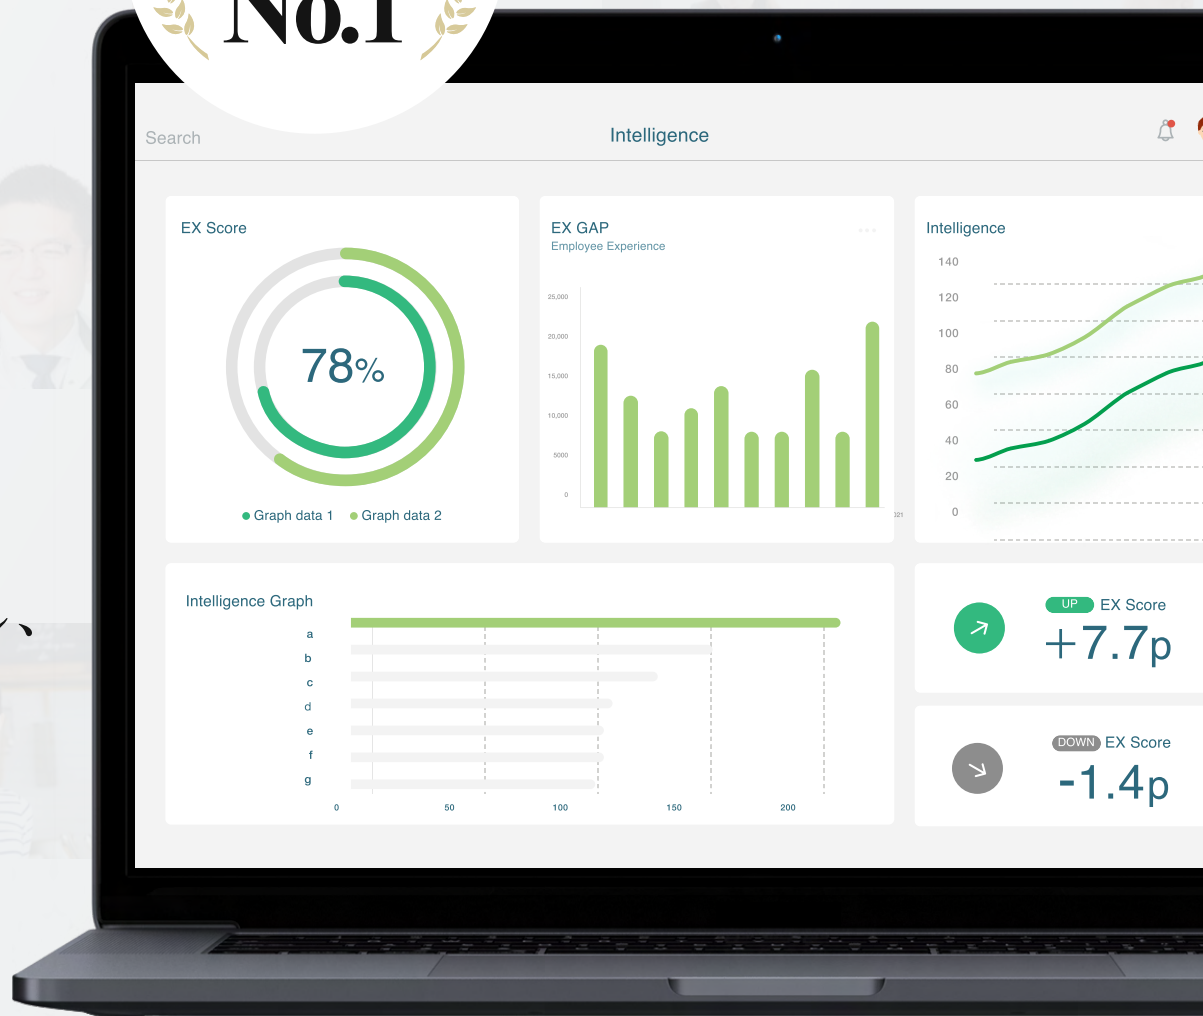 No.1
Search
Intelligence
EX Score
78%
Graph data 1
Graph data 2
EX GAP
Employee Experience
25,000
20,000
15,000
10,000
5000
0
Intelligence
140
120
100
80
60
40
20
0
Intelligence Graph
a
b
c
d
e
f
g
0
50
100
150
200
UP
EX Score
+7.7p
DOWN
EX Score
-1.4p